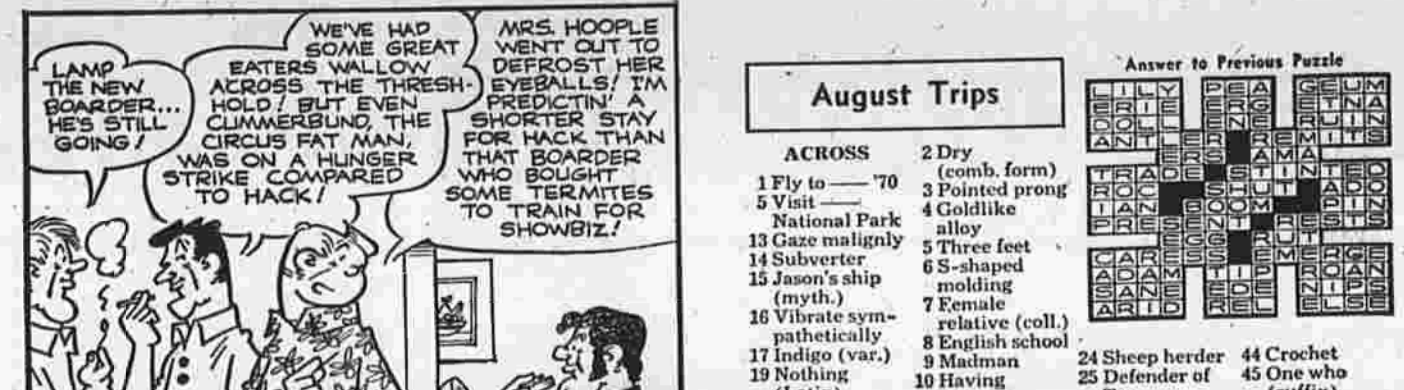 LAMP
THE NEW
BOARDER...
HE'S STILL
GOING!
WE'VE HAD
SOME GREAT
EATERS WALLOW
ACROSS THE THRESH-
HOLD! BUT EVEN
CUMMERBUND, THE
CIRCUS FAT MAN,
WAS ON A HUNGER
STRIKE COMPARED
TO HACK!
MRS. HOOPLE
WENT OUT TO
DEFROST HER
EYEBALLS! I'M
PREDICTIN' A
SHORTER STAY
FOR HACK THAN
THAT BOARDER
WHO BOUGHT
SOME TERMITES
TO TRAIN FOR
SHOWBIZ!
August Trips
ACROSS
1 Fly to —— '70
5 Visit ——
National Park
13 Gaze malignly
14 Subverter
15 Jason's ship
(myth.)
16 Vibrate sym-
pathetically
17 Indigo (var.)
19 Nothing
2 Dry
(comb. form)
3 Pointed prong
4 Goldlike
alloy
5 Three feet
6 S-shaped
molding
7 Female
relative (coll.)
8 English school
9 Madman
10 Having
Answer to Previous Puzzle
LILY PEA GEUM
ERIE ERG ETNA
DOLL ERNE RUIN
ANTLERS REMITS
ERS AMA
TRADE STINTED
ROC SHUT ADO
IAN BOOM APIN
PRESENT RESTS
EGG RUT
CARESS EMERGE
ADAM TIP ROAN
SANE IDE NIPS
ARID REL ELSE
24 Sheep herder
25 Defender of
44 Crochet
45 One who